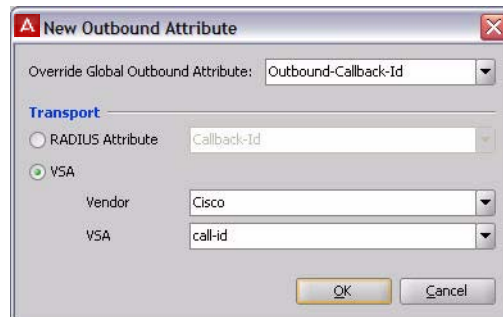 A New Outbound Attribute
Override Global Outbound Attribute: Outbound-Callback-Id
Transport
RADIUS Attribute Callback-Id
VSA
Vendor Cisco
VSA call-id
OK Cancel